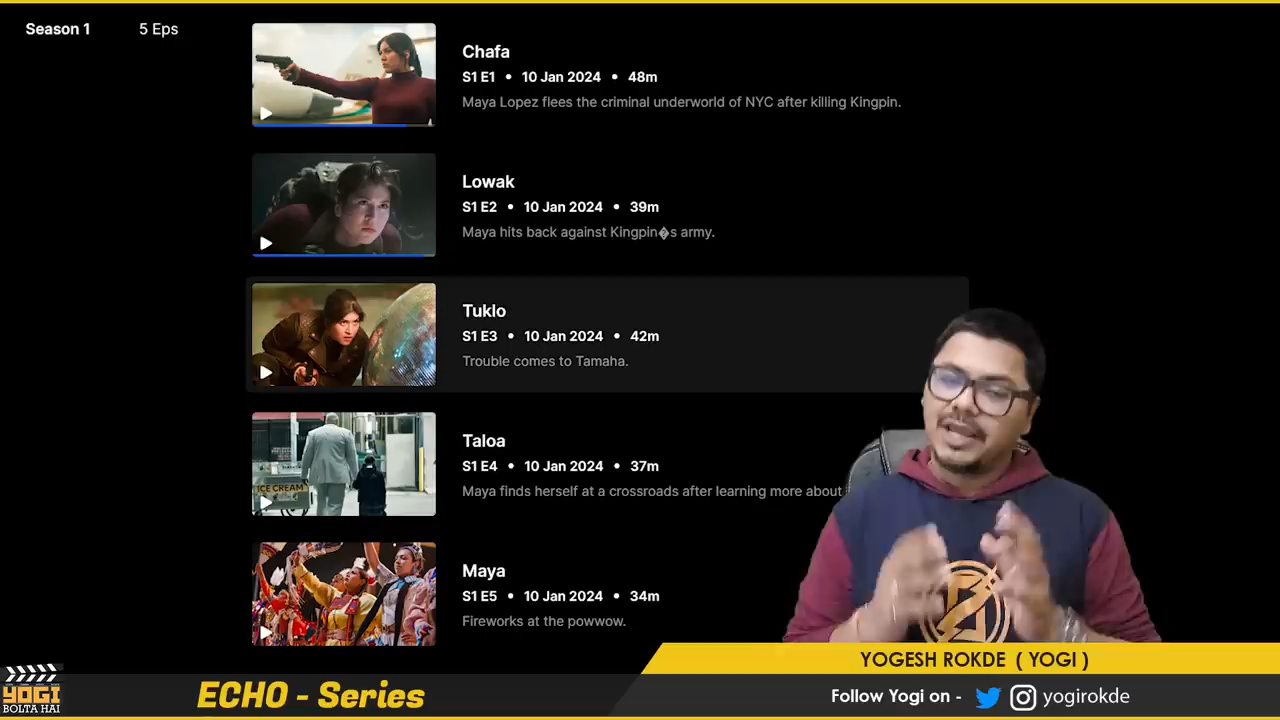 Season 1
5 Eps
Chafa
S1 E1 • 10 Jan 2024 • 48m
Maya Lopez flees the criminal underworld of NYC after killing Kingpin.
Lowak
S1 E2 • 10 Jan 2024 • 39m
Maya hits back against Kingpin�s army.
Tuklo
S1 E3 • 10 Jan 2024 • 42m
Trouble comes to Tamaha.
ICE CREAM
Taloa
S1 E4 • 10 Jan 2024 • 37m
Maya finds herself at a crossroads after learning more about
Maya
S1 E5 • 10 Jan 2024 • 34m
Fireworks at the powwow.
YOGESH ROKDE ( YOGI )
YOGI
BOLTA HAI
ECHO - Series
Follow Yogi on - yogirokde